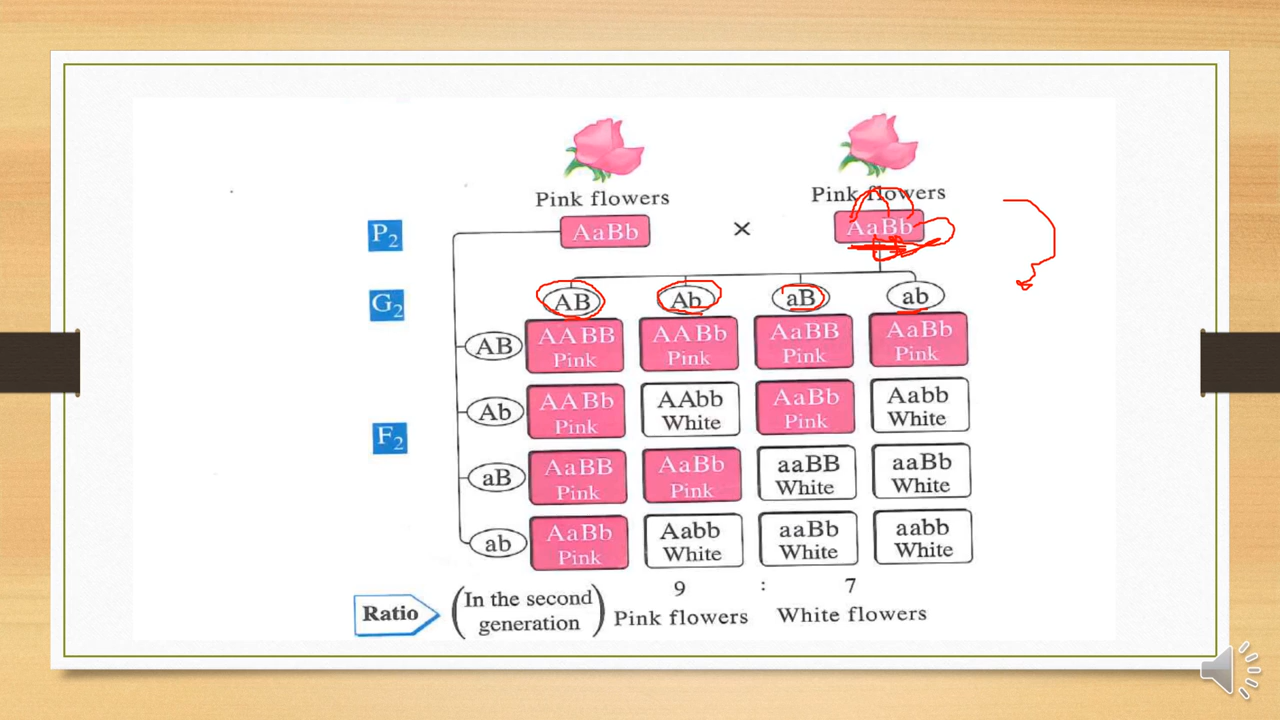 Pink flowers Pink flowers
P2 AaBb × AaBb
G2 AB Ab aB ab
AB AABB AABb AaBB AaBb
Pink Pink Pink Pink
Ab AABb AAbb AaBb Aabb
Pink White Pink White
F2
aB AaBB AaBb aaBB aaBb
Pink Pink White White
ab AaBb Aabb aaBb aabb
Pink White White White
9 : 7
Ratio (In the second generation) Pink flowers White flowers